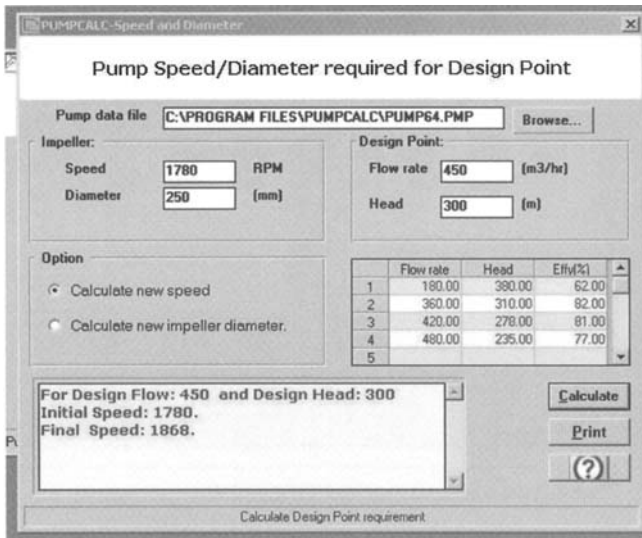 PUMPCALC-Speed and Diameter
Pump Speed/Diameter required for Design Point
Pump data file C:\PROGRAM FILES\PUMPCALC\PUMP64.PMP Browse...
Impeller:
Speed 1780 RPM
Diameter 250 (mm)
Design Point:
Flow rate 450 (m3/hr)
Head 300 (m)
Option
Calculate new speed
Calculate new impeller diameter.
Flow rate Head Effy(%)
1 180.00 380.00 62.00
2 360.00 310.00 82.00
3 420.00 278.00 81.00
4 480.00 235.00 77.00
5
For Design Flow: 450 and Design Head: 300
Initial Speed: 1780.
Final Speed: 1868.
Calculate
Print
(?)
Calculate Design Point requirement